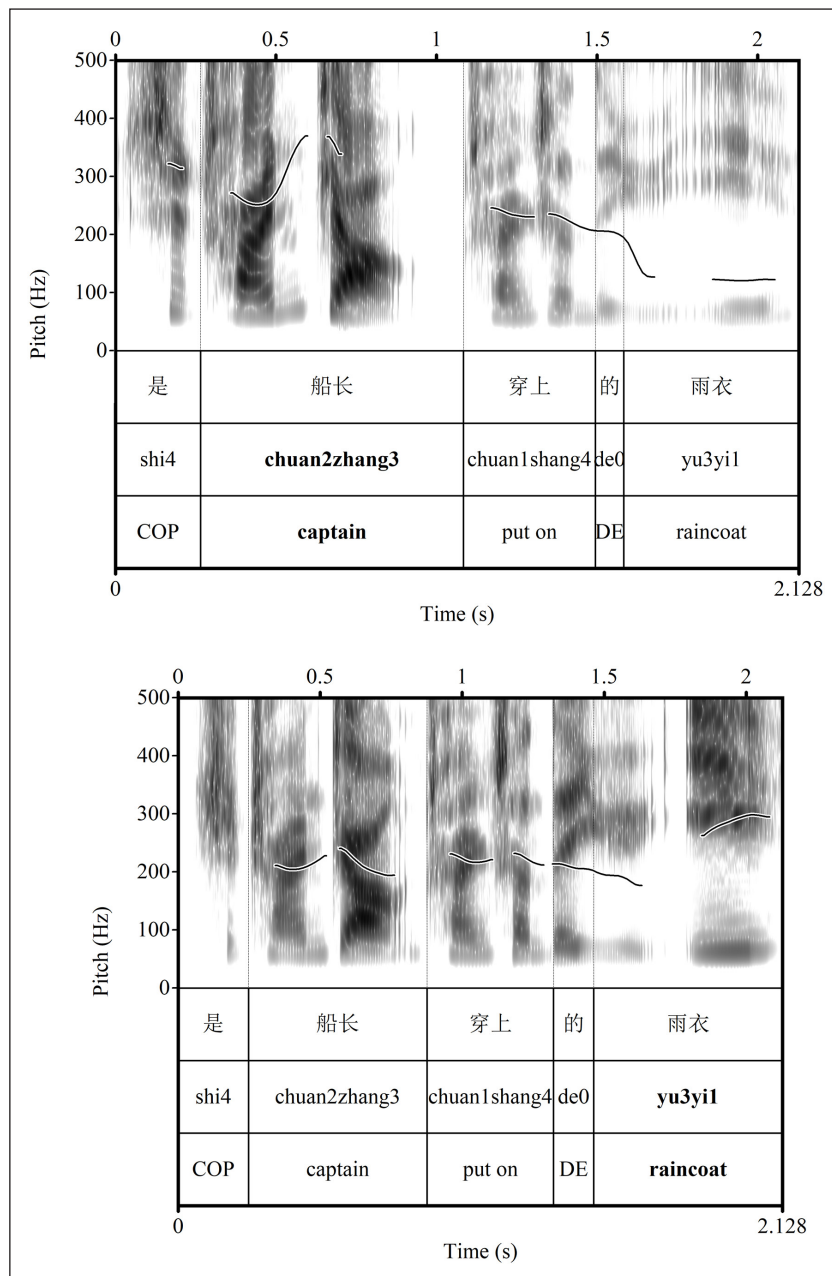 0 0.5 1 1.5 2
500
400
300
200
100
0
Pitch (Hz)
是 船长 穿上 的 雨衣
shi4 chuan2zhang3 chuan1shang4 de0 yu3yi1
COP captain put on DE raincoat
0 2.128
Time (s)
0 0.5 1 1.5 2
500
400
300
200
100
0
Pitch (Hz)
是 船长 穿上 的 雨衣
shi4 chuan2zhang3 chuan1shang4 de0 yu3yi1
COP captain put on DE raincoat
0 2.128
Time (s)